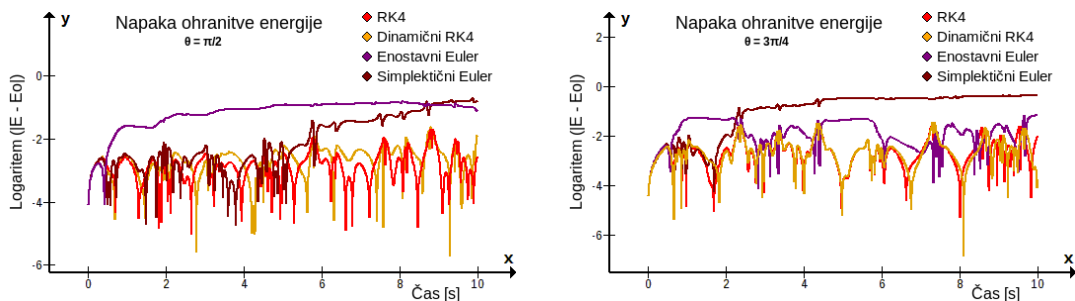 y
Napaka ohranitve energije
θ = π/2
RK4
Dinamični RK4
Enostavni Euler
Simplektični Euler
Logaritem (|E - Eo|)
0
-2
-4
-6
0
2
4
6
8
10
x
Čas [s]
y
Napaka ohranitve energije
θ = 3π/4
RK4
Dinamični RK4
Enostavni Euler
Simplektični Euler
Logaritem (|E - Eo|)
2
0
-2
-4
-6
0
2
4
6
8
10
x
Čas [s]